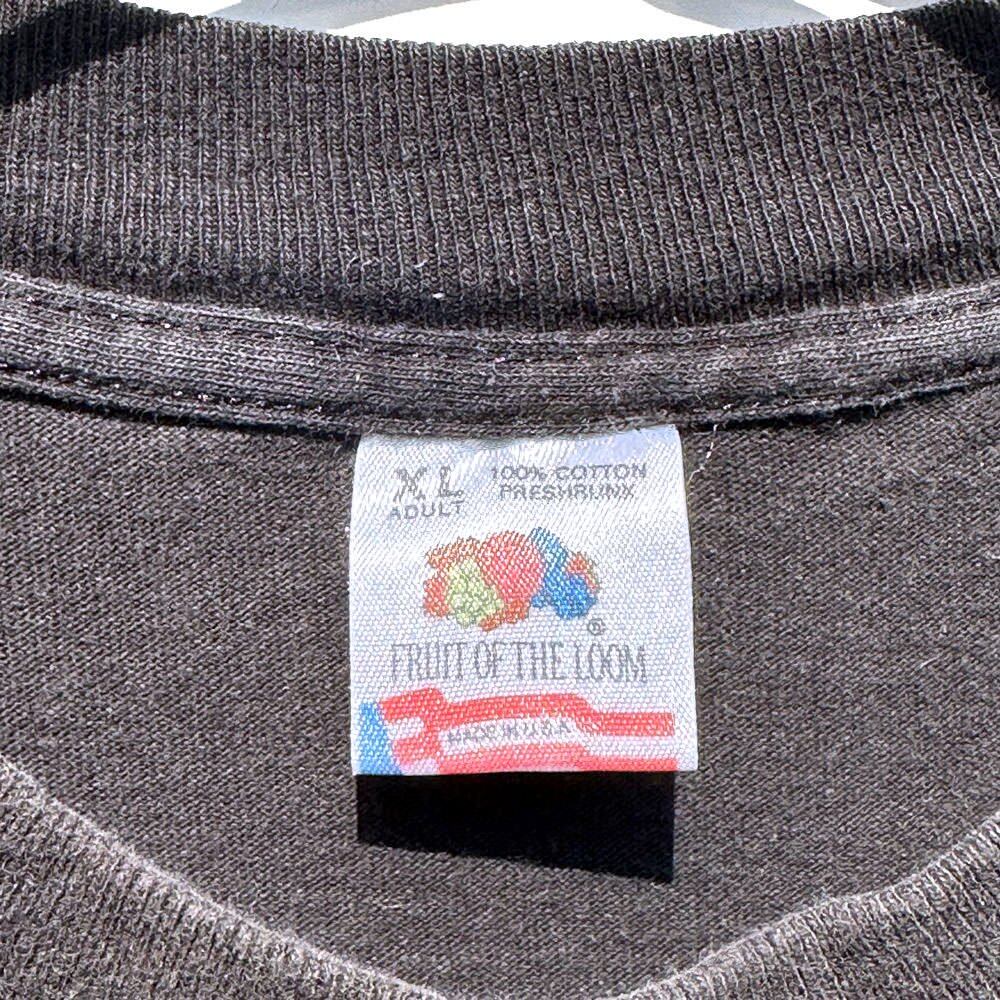 XL 100% COTTON
ADULT PRESHRUNK
®
FRUIT OF THE LOOM
MADE IN U.S.A.